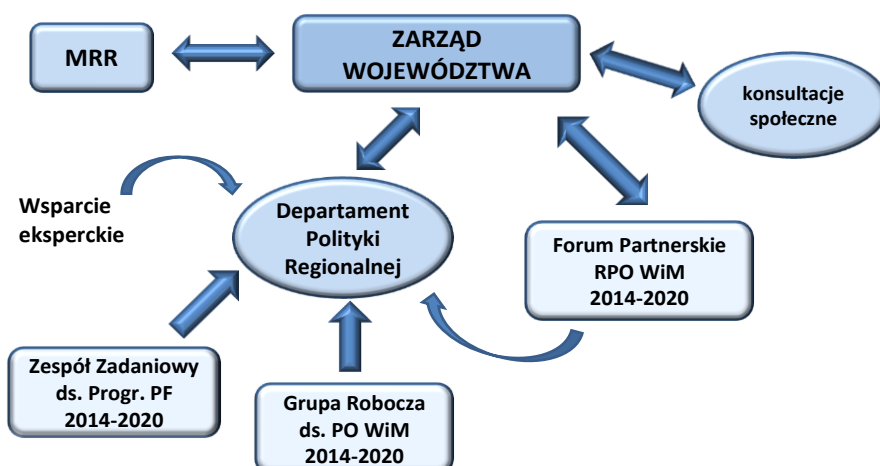 MRR
ZARZĄD
WOJEWÓDZTWA
konsultacje
społeczne
Wsparcie
eksperckie
Departament
Polityki
Regionalnej
Forum Partnerskie
RPO WiM
2014-2020
Zespół Zadaniowy
ds. Progr. PF
2014-2020
Grupa Robocza
ds. PO WiM
2014-2020